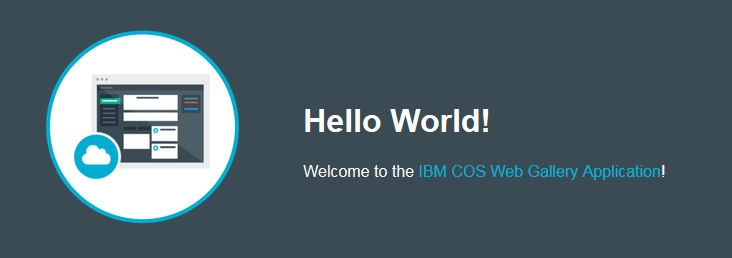 Hello World!
Welcome to the IBM COS Web Gallery Application!